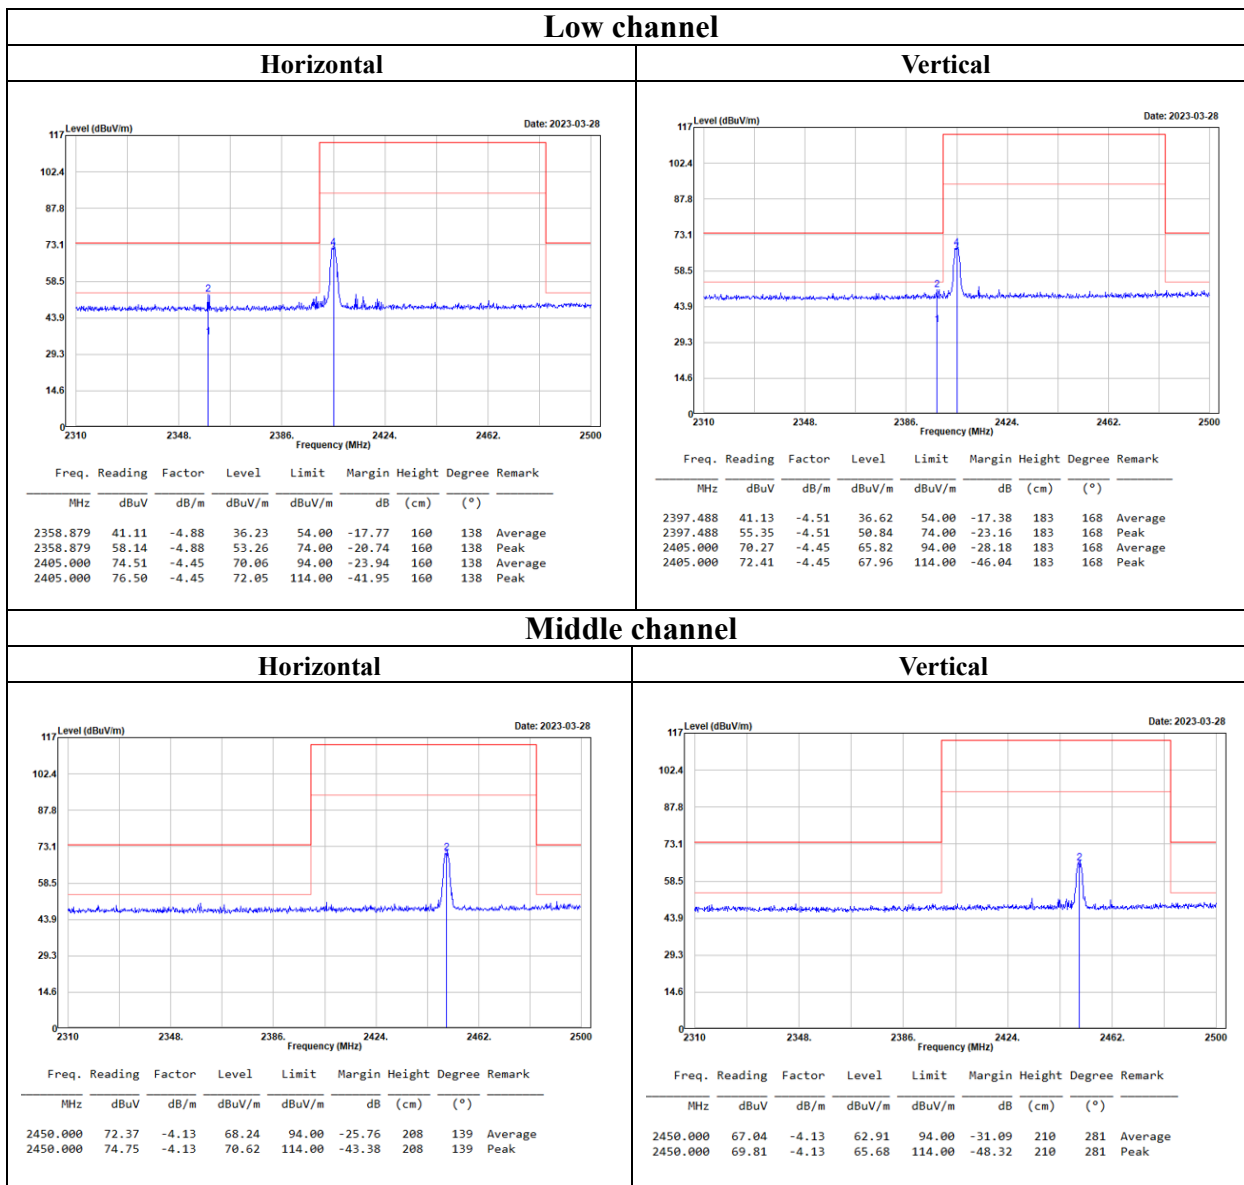 Low channel
Horizontal
Vertical
Level (dBuV/m)
Date: 2023-03-28
117
102.4
87.8
73.1
58.5
43.9
29.3
14.6
0
2
1
4
2310
2348.
2386.
2424.
2462.
2500
Frequency (MHz)
Freq. Reading Factor Level Limit Margin Height Degree Remark
MHz dBuV dB/m dBuV/m dBuV/m dB (cm) (°)
2358.879 41.11 -4.88 36.23 54.00 -17.77 160 138 Average
2358.879 58.14 -4.88 53.26 74.00 -20.74 160 138 Peak
2405.000 74.51 -4.45 70.06 94.00 -23.94 160 138 Average
2405.000 76.50 -4.45 72.05 114.00 -41.95 160 138 Peak
Level (dBuV/m)
Date: 2023-03-28
117
102.4
87.8
73.1
58.5
43.9
29.3
14.6
0
2
1
4
2310
2348.
2386.
2424.
2462.
2500
Frequency (MHz)
Freq. Reading Factor Level Limit Margin Height Degree Remark
MHz dBuV dB/m dBuV/m dBuV/m dB (cm) (°)
2397.488 41.13 -4.51 36.62 54.00 -17.38 183 168 Average
2397.488 55.35 -4.51 50.84 74.00 -23.16 183 168 Peak
2405.000 70.27 -4.45 65.82 94.00 -28.18 183 168 Average
2405.000 72.41 -4.45 67.96 114.00 -46.04 183 168 Peak
Middle channel
Horizontal
Vertical
Level (dBuV/m)
Date: 2023-03-28
117
102.4
87.8
73.1
58.5
43.9
29.3
14.6
0
2
2310
2348.
2386.
2424.
2462.
2500
Frequency (MHz)
Freq. Reading Factor Level Limit Margin Height Degree Remark
MHz dBuV dB/m dBuV/m dBuV/m dB (cm) (°)
2450.000 72.37 -4.13 68.24 94.00 -25.76 208 139 Average
2450.000 74.75 -4.13 70.62 114.00 -43.38 208 139 Peak
Level (dBuV/m)
Date: 2023-03-28
117
102.4
87.8
73.1
58.5
43.9
29.3
14.6
0
2
2310
2348.
2386.
2424.
2462.
2500
Frequency (MHz)
Freq. Reading Factor Level Limit Margin Height Degree Remark
MHz dBuV dB/m dBuV/m dBuV/m dB (cm) (°)
2450.000 67.04 -4.13 62.91 94.00 -31.09 210 281 Average
2450.000 69.81 -4.13 65.68 114.00 -48.32 210 281 Peak